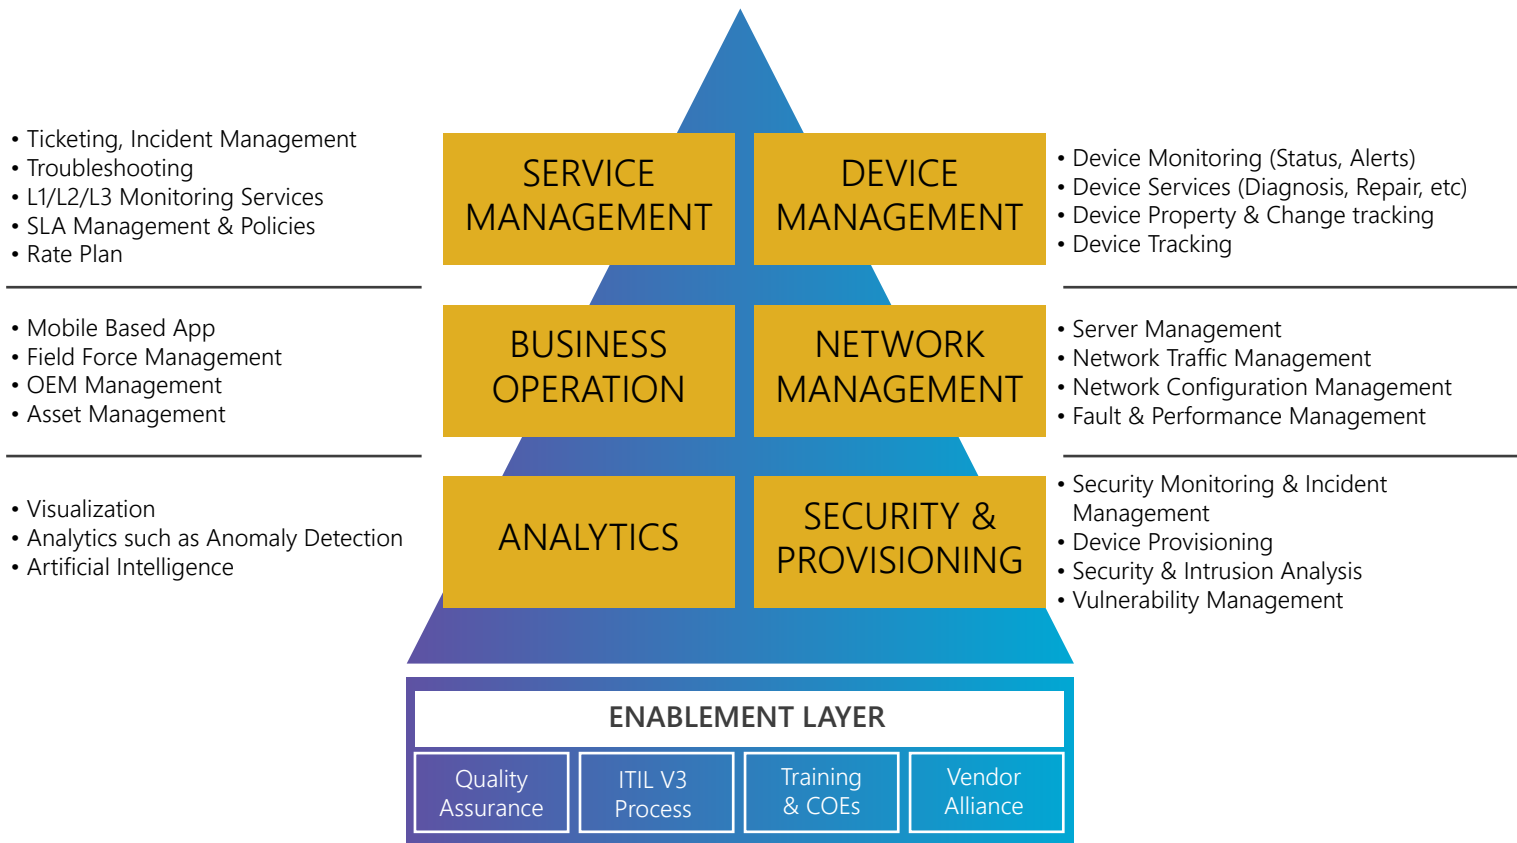 • Ticketing, Incident Management
• Troubleshooting
• L1/L2/L3 Monitoring Services
• SLA Management & Policies
• Rate Plan
SERVICE
MANAGEMENT
DEVICE
MANAGEMENT
• Device Monitoring (Status, Alerts)
• Device Services (Diagnosis, Repair, etc)
• Device Property & Change tracking
• Device Tracking
• Mobile Based App
• Field Force Management
• OEM Management
• Asset Management
BUSINESS
OPERATION
NETWORK
MANAGEMENT
• Server Management
• Network Traffic Management
• Network Configuration Management
• Fault & Performance Management
• Visualization
• Analytics such as Anomaly Detection
• Artificial Intelligence
ANALYTICS
SECURITY &
PROVISIONING
• Security Monitoring & Incident
Management
• Device Provisioning
• Security & Intrusion Analysis
• Vulnerability Management
ENABLEMENT LAYER
Quality
Assurance
ITIL V3
Process
Training
& COEs
Vendor
Alliance